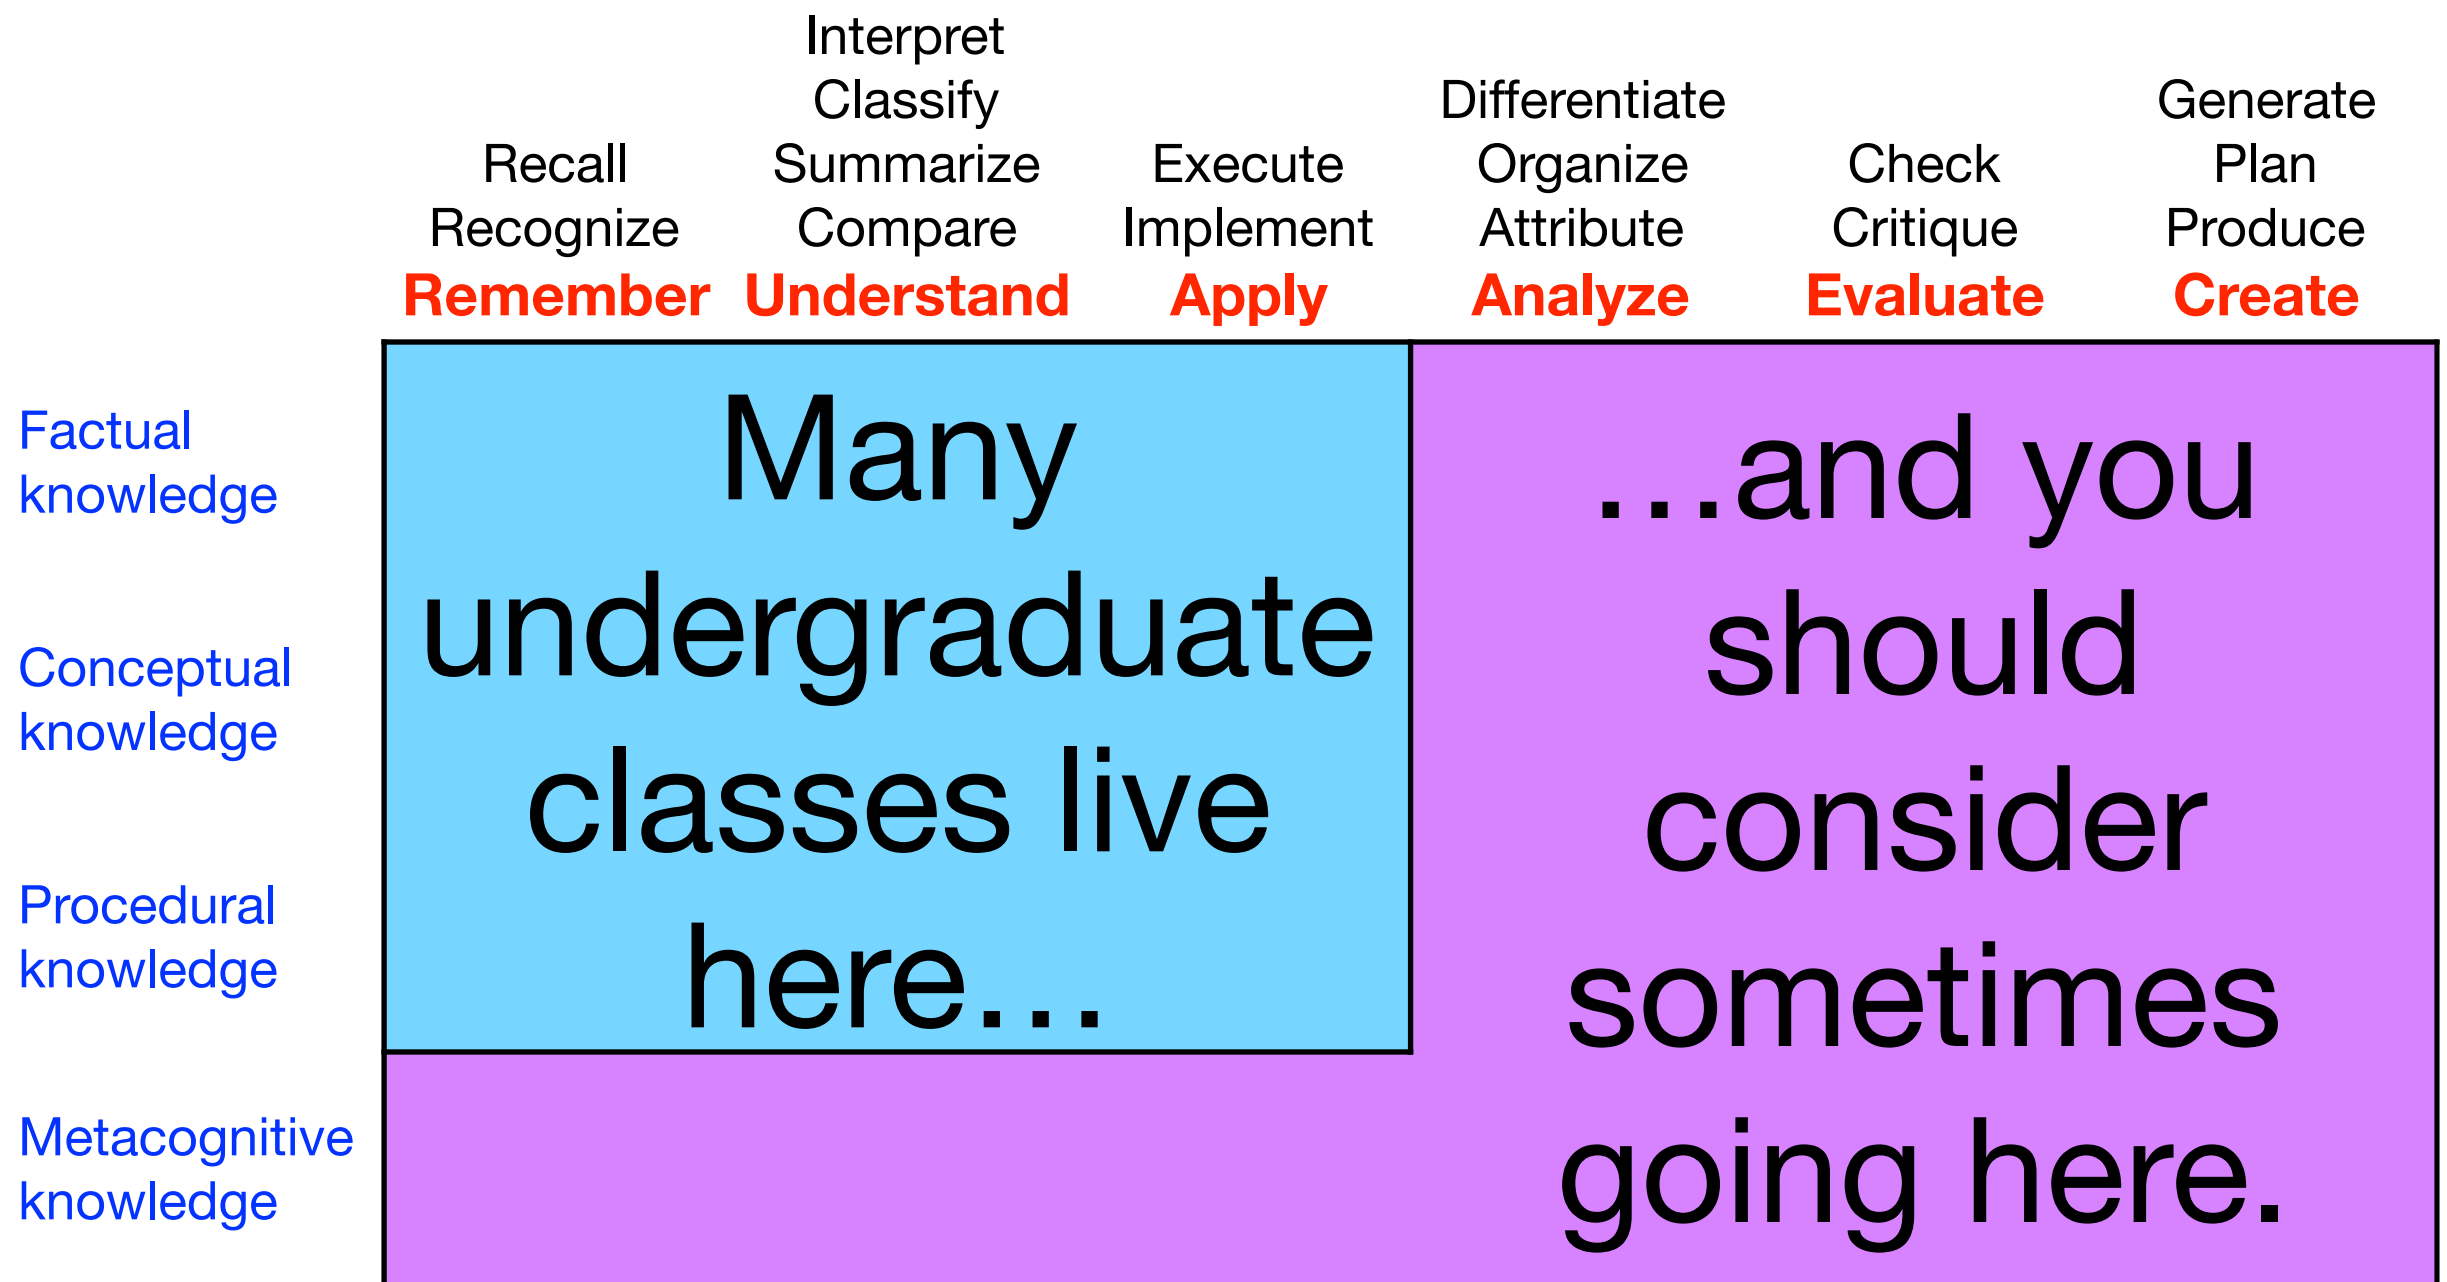 Interpret
Classify
Differentiate
Generate
Recall
Summarize
Execute
Organize
Check
Plan
Recognize
Compare
Implement
Attribute
Critique
Produce
Remember
Understand
Apply
Analyze
Evaluate
Create
Factual
knowledge
Conceptual
knowledge
Procedural
knowledge
Metacognitive
knowledge
Many
undergraduate
classes live
here…
…and you
should
consider
sometimes
going here.